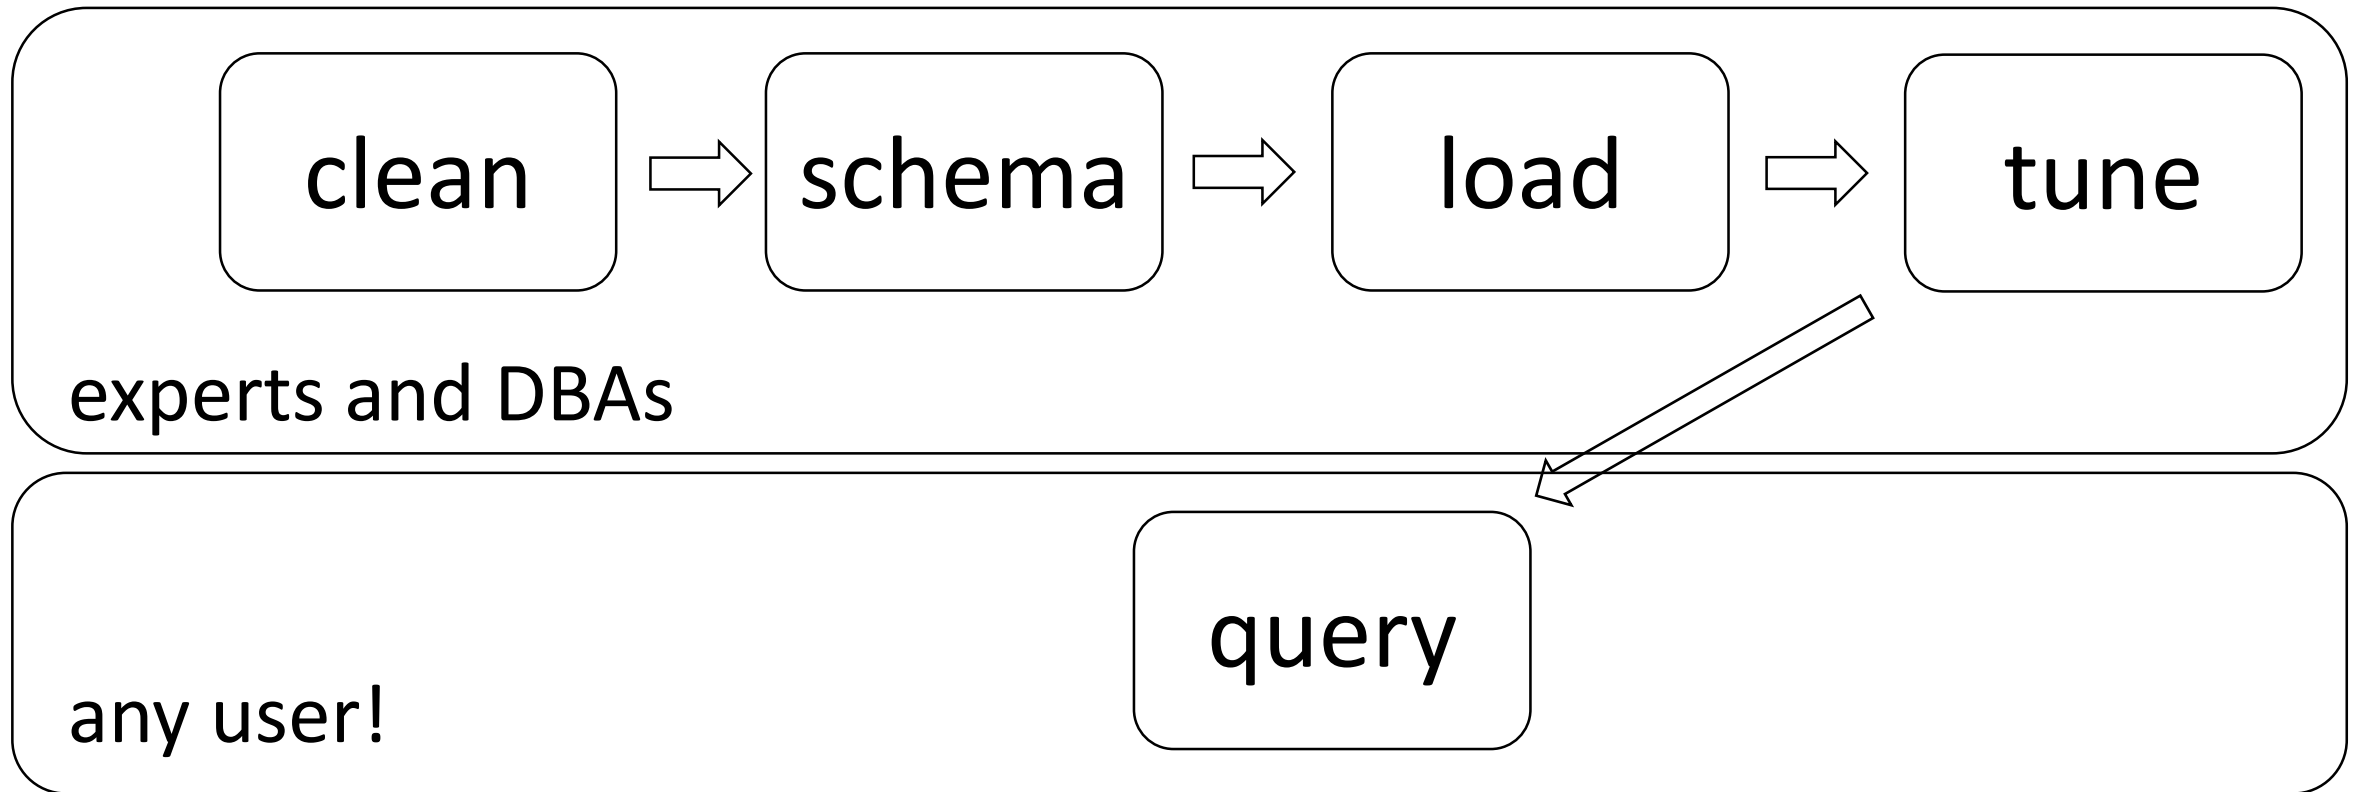 clean
schema
load
tune
experts and DBAs
query
any user!